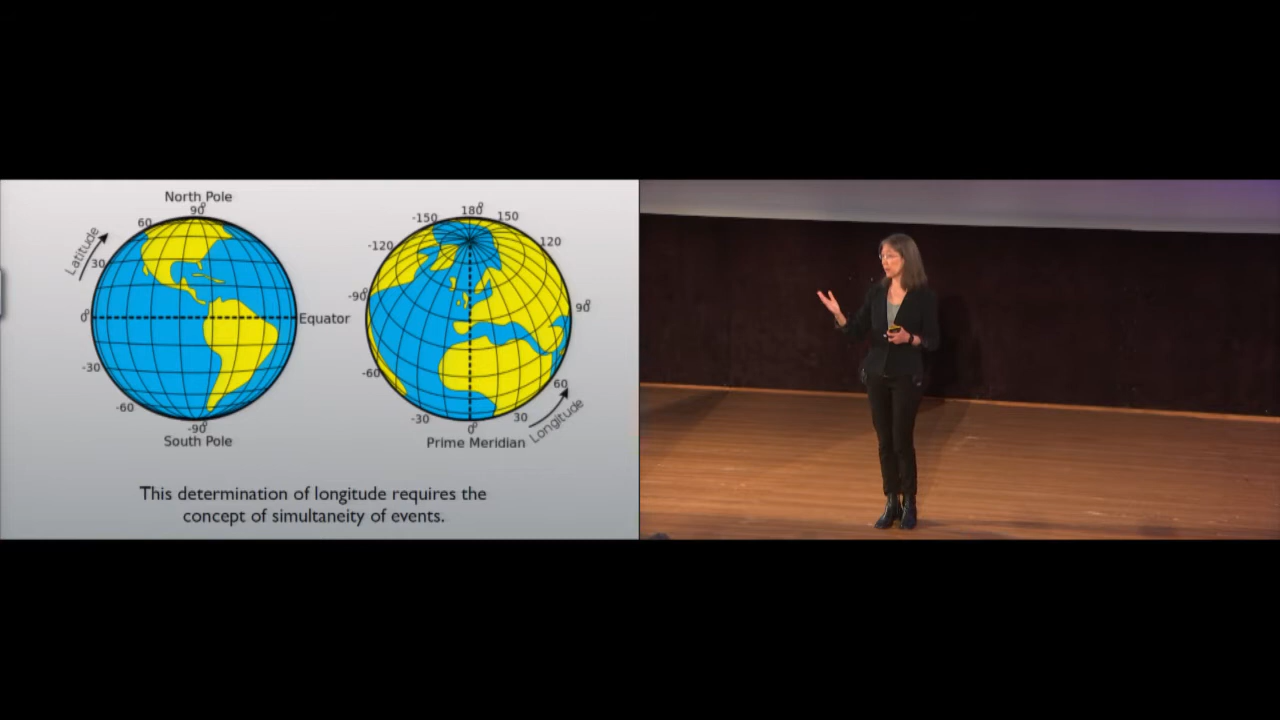 North Pole
90°
60
Latitude
30
0°
Equator
-30
-60
-90°
South Pole
180°
-150
150
-120
120
-90°
90°
-60
60
-30
30
0°
Longitude
Prime Meridian
This determination of longitude requires the
concept of simultaneity of events.